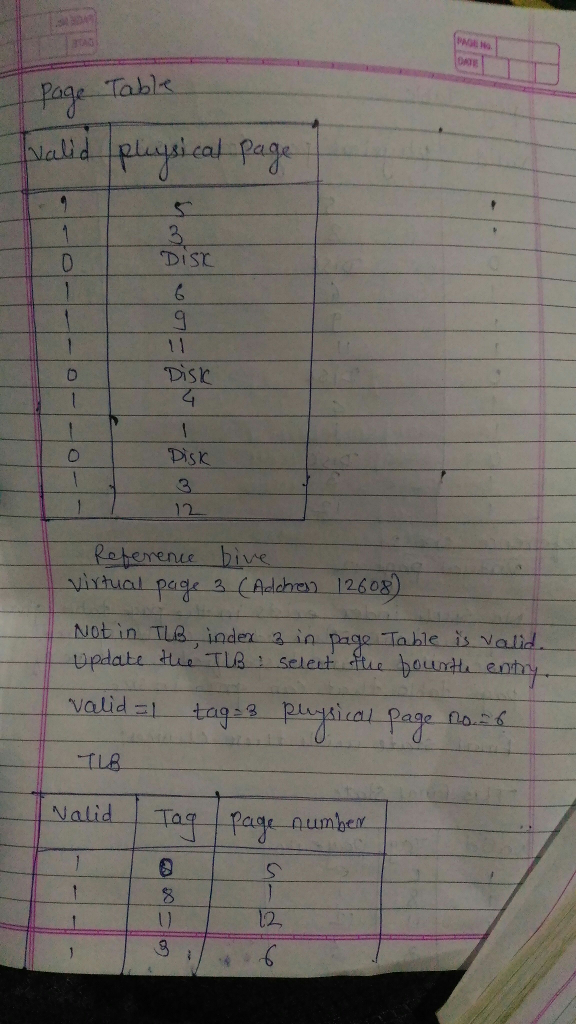 PAGE No.
DATE
Page Table
Valid physical page
1 5
1 3
0 Disk
1 6
1 9
1 11
0 Disk
1 4
1 1
0 Disk
1 3
1 12
Reference bive
virtual page 3 (Address 12608)
Not in TLB, index 3 in page Table is valid.
Update the TLB : select the fourth entry.
Valid = 1 tag = 3 physical page no. = 6
TLB
Valid Tag Page number
1 0 5
1 8 1
1 11 12
1 3 6